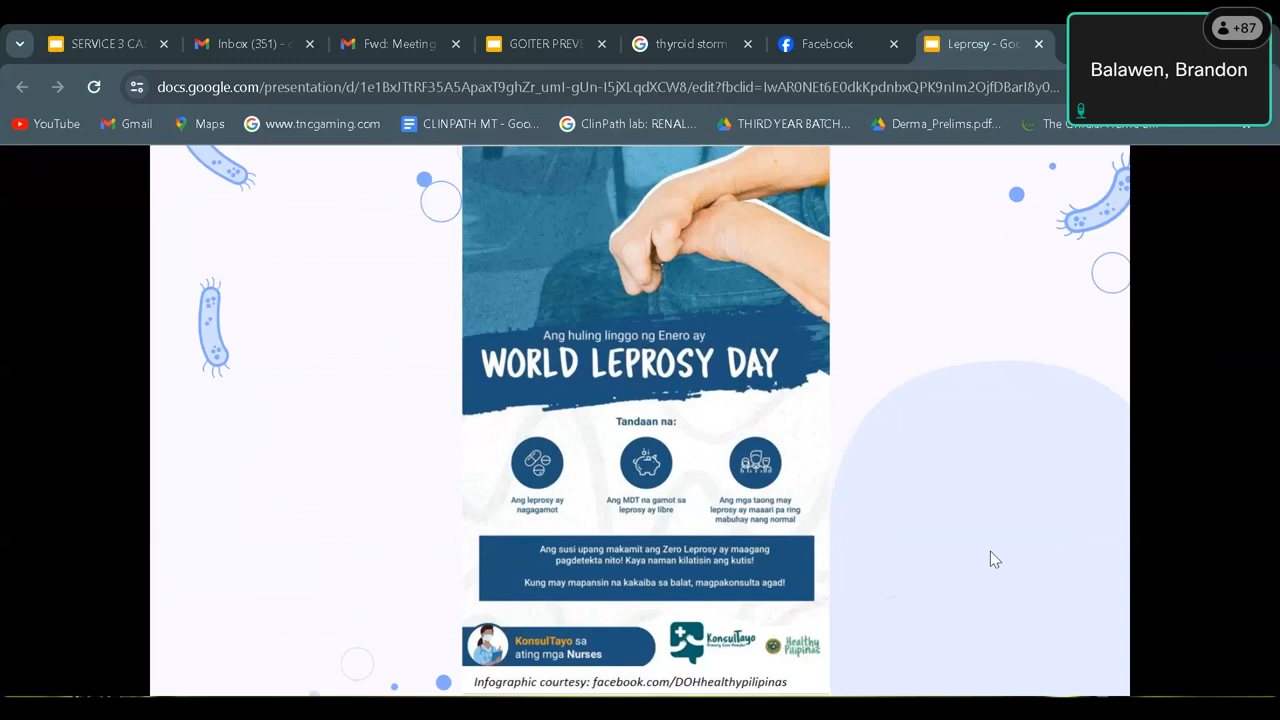 SERVICE 3 CA
Inbox (351) -
Fwd: Meeting
GOITER PREVE
thyroid storm
Facebook
Leprosy - Goo
+87
Balawen, Brandon
docs.google.com/presentation/d/1e1BxJTtRF35A5ApaxT9ghZr_umI-gUn-I5jXLqdXCW8/edit?fbclid=IwAR0NEt6E0dkKpdnbxQPK9nIm2OjfDBarI8y0...
YouTube
Gmail
Maps
www.tncgaming.com
CLINPATH MT - Goo...
ClinPath lab: RENAL...
THIRD YEAR BATCH...
Derma_Prelims.pdf...
Ang huling linggo ng Enero ay
WORLD LEPROSY DAY
Tandaan na:
Ang leprosy ay
nagagamot
Ang MDT na gamot sa
leprosy ay libre
Ang mga taong may
leprosy ay maaari pa ring
mabuhay nang normal
Ang susi upang makamit ang Zero Leprosy ay maagang
pagdetekta nito! Kaya naman kilatisin ang kutis!
Kung may mapansin na kakaiba sa balat, magpakonsulta agad!
KonsulTayo sa
ating mga Nurses
KonsulTayo
Healthy
Pilipinas
Infographic courtesy: facebook.com/DOHhealthypilipinas